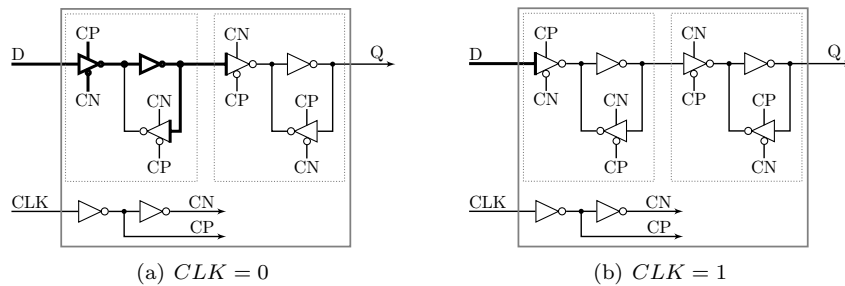 CP CN
D Q
CN CP
CN CP
CP CN
CLK CN
CP
(a) CLK = 0
CN
CP CN
D Q
CN CP
CN CP
CP CN
CLK CN
CP
(b) CLK = 1